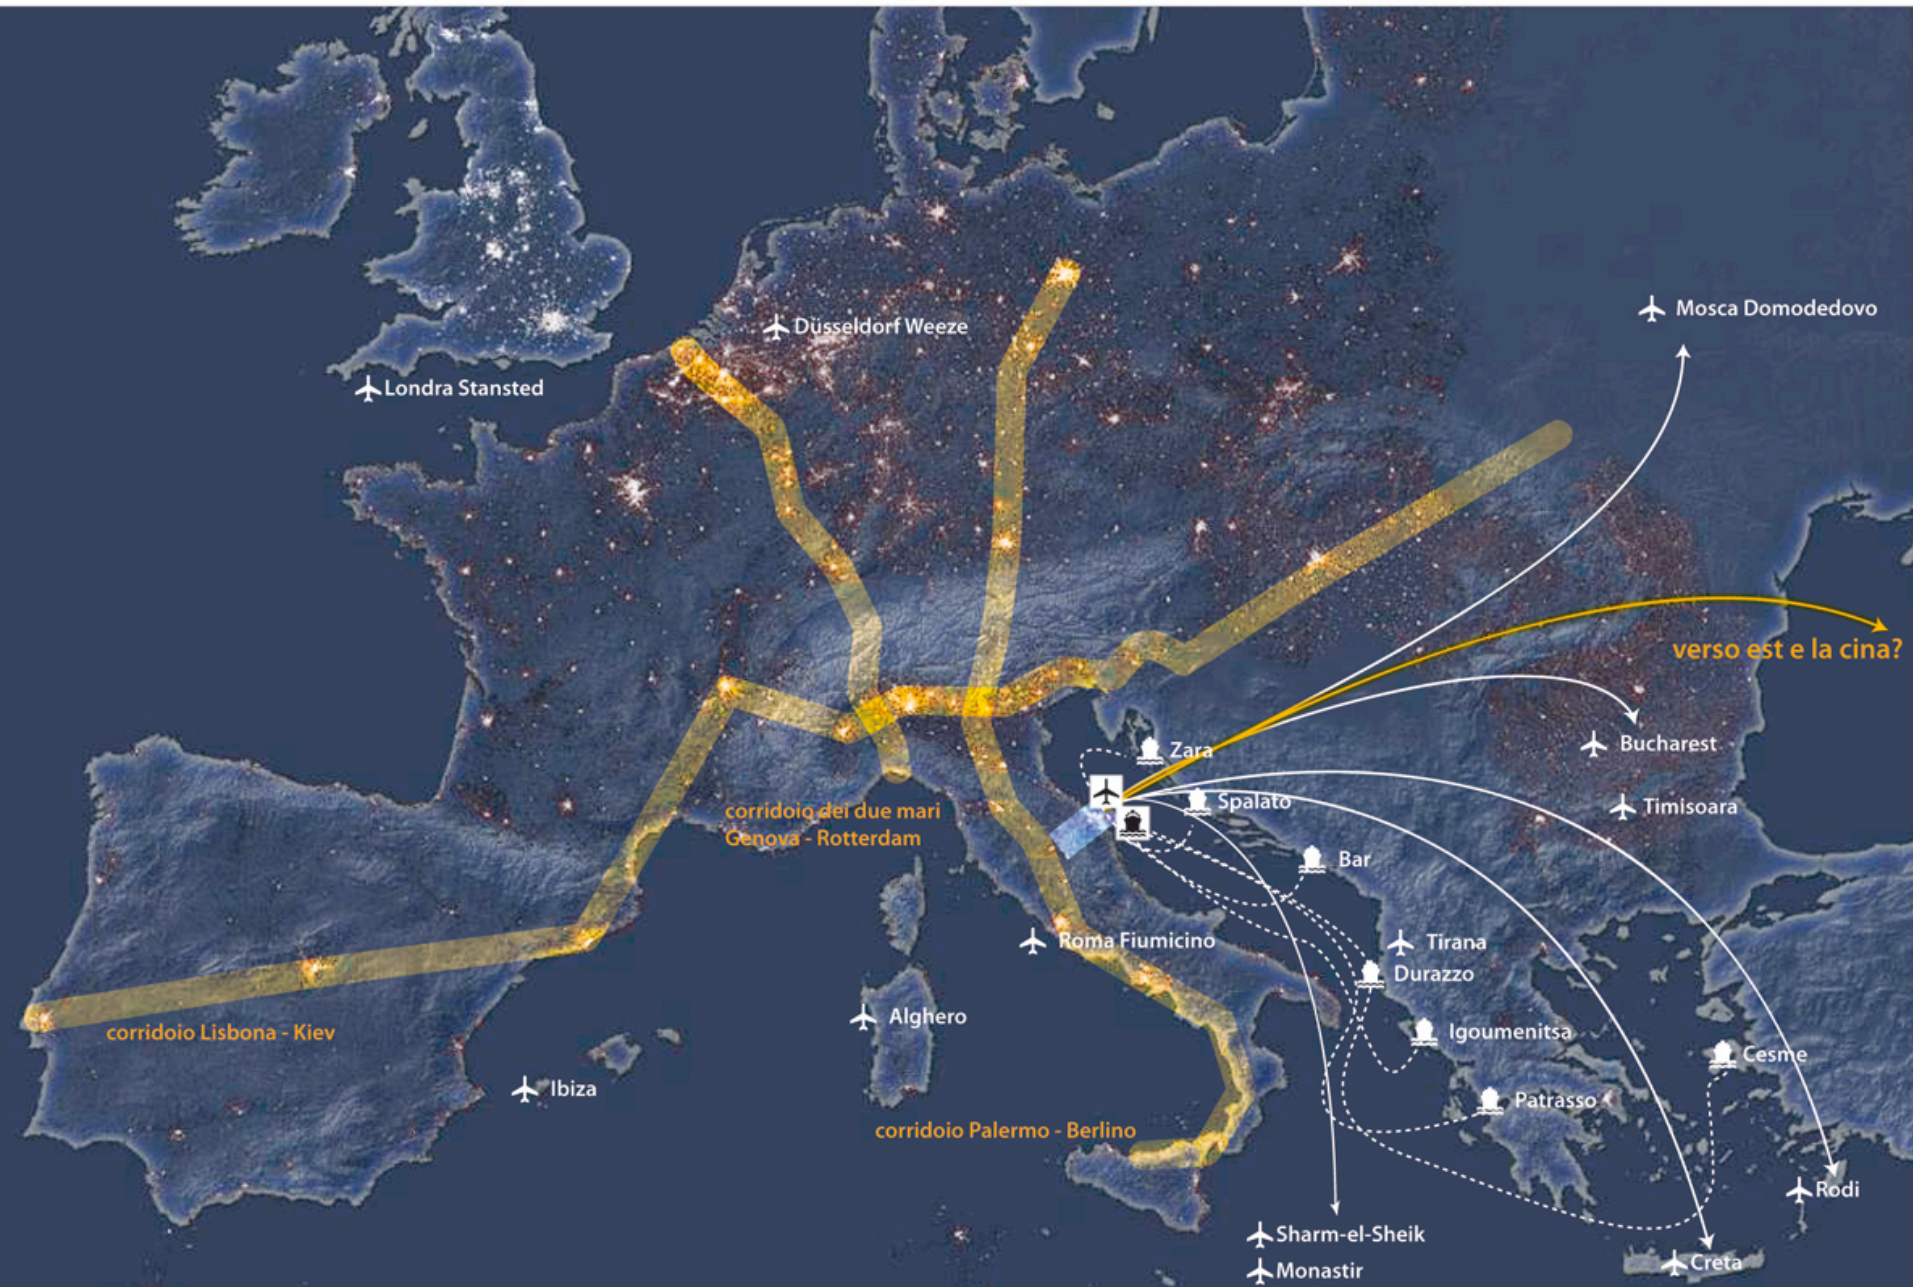 Mosca Domodedovo
Düsseldorf Weeze
Londra Stansted
verso est e la cina?
Bucharest
Zara
Spalato
Timisoara
corridoio dei due mari
Genova - Rotterdam
Bar
Roma Fiumicino
Tirana
Durazzo
Alghero
corridoio Lisbona - Kiev
Igoumenitsa
Cesme
Ibiza
Patrasso
corridoio Palermo - Berlino
Rodi
Sharm-el-Sheik
Creta
Monastir